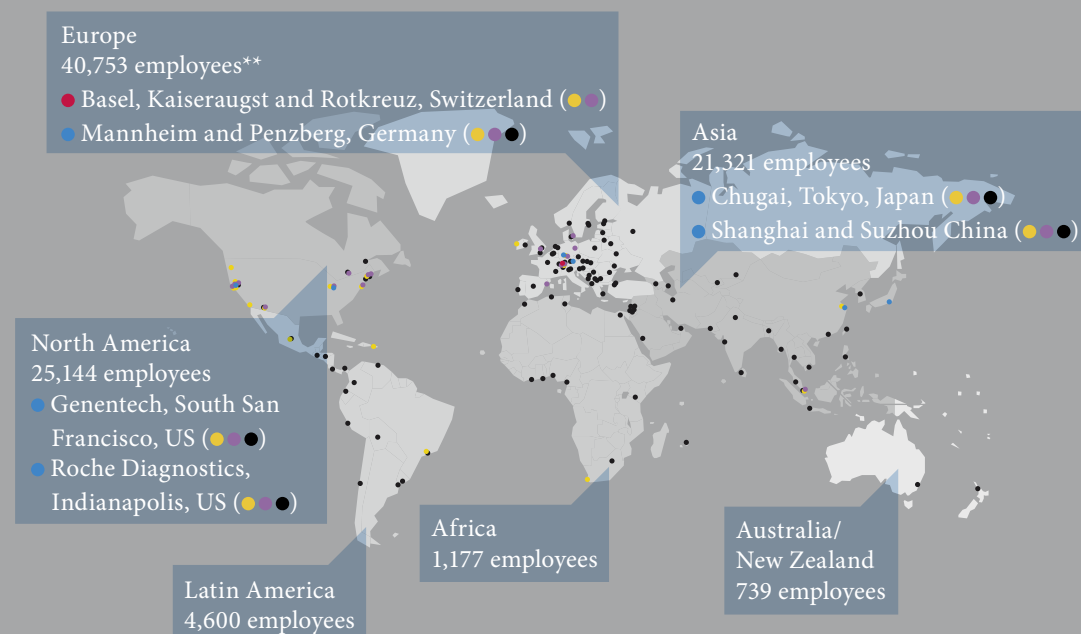 Europe
40,753 employees**
Basel, Kaiseraugst and Rotkreuz, Switzerland ( )
Mannheim and Penzberg, Germany ( )
Asia
21,321 employees
Chugai, Tokyo, Japan ( )
Shanghai and Suzhou China ( )
North America
25,144 employees
Genentech, South San
Francisco, US ( )
Roche Diagnostics,
Indianapolis, US ( )
Africa
1,177 employees
Australia/
New Zealand
739 employees
Latin America
4,600 employees